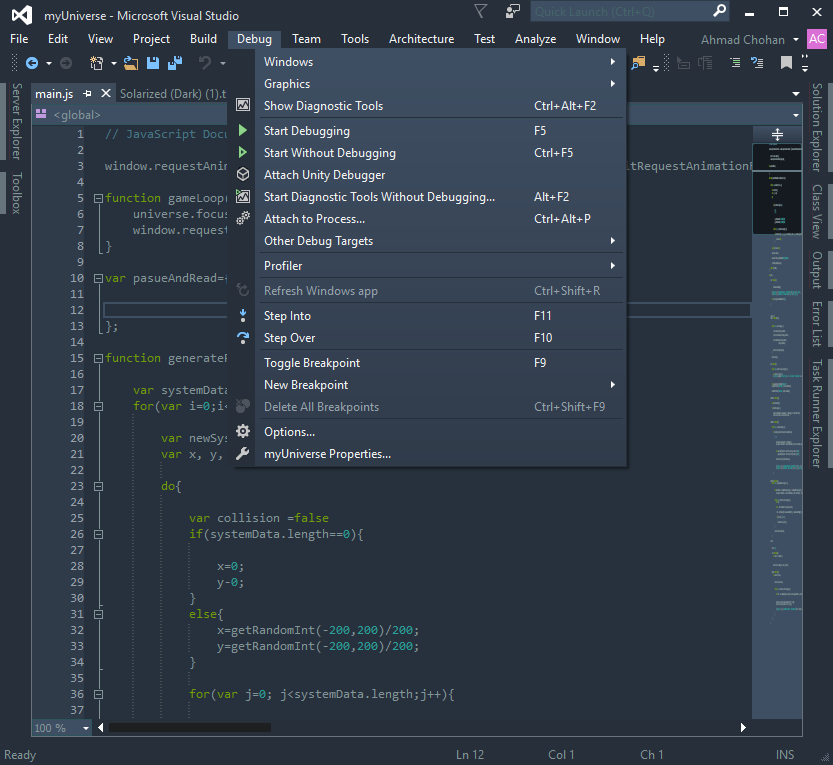 myUniverse - Microsoft Visual Studio
Quick Launch (Ctrl+Q)
File Edit View Project Build Debug Team Tools Architecture Test Analyze Window Help Ahmad Chohan AC
main.js Solarized (Dark) (1).t
<global>
Windows
Graphics
Show Diagnostic Tools Ctrl+Alt+F2
Start Debugging F5
Start Without Debugging Ctrl+F5
Attach Unity Debugger
Start Diagnostic Tools Without Debugging... Alt+F2
Attach to Process... Ctrl+Alt+P
Other Debug Targets
Profiler
Refresh Windows app Ctrl+Shift+R
Step Into F11
Step Over F10
Toggle Breakpoint F9
New Breakpoint
Delete All Breakpoints Ctrl+Shift+F9
Options...
myUniverse Properties...
Server Explorer
Toolbox
1 // JavaScript Docu
2
3 window.requestAni itRequestAnimation
4
5 function gameLoop(
6 universe.focus
7 window.request
8 }
9
10 var pasueAndRead={
11
12
13 };
14
15 function generate
16
17 var systemData
18 for(var i=0;i<
19
20 var newSys
21 var x, y,
22
23 do{
24
25 var collision =false
26 if(systemData.length==0){
27
28 x=0;
29 y-0;
30 }
31 else{
32 x=getRandomInt(-200,200)/200;
33 y=getRandomInt(-200,200)/200;
34 }
35
36 for(var j=0; j<systemData.length;j++){
37
Solution Explorer
Class View
Output
Error List
Task Runner Explorer
100 %
Ready Ln 12 Col 1 Ch 1 INS